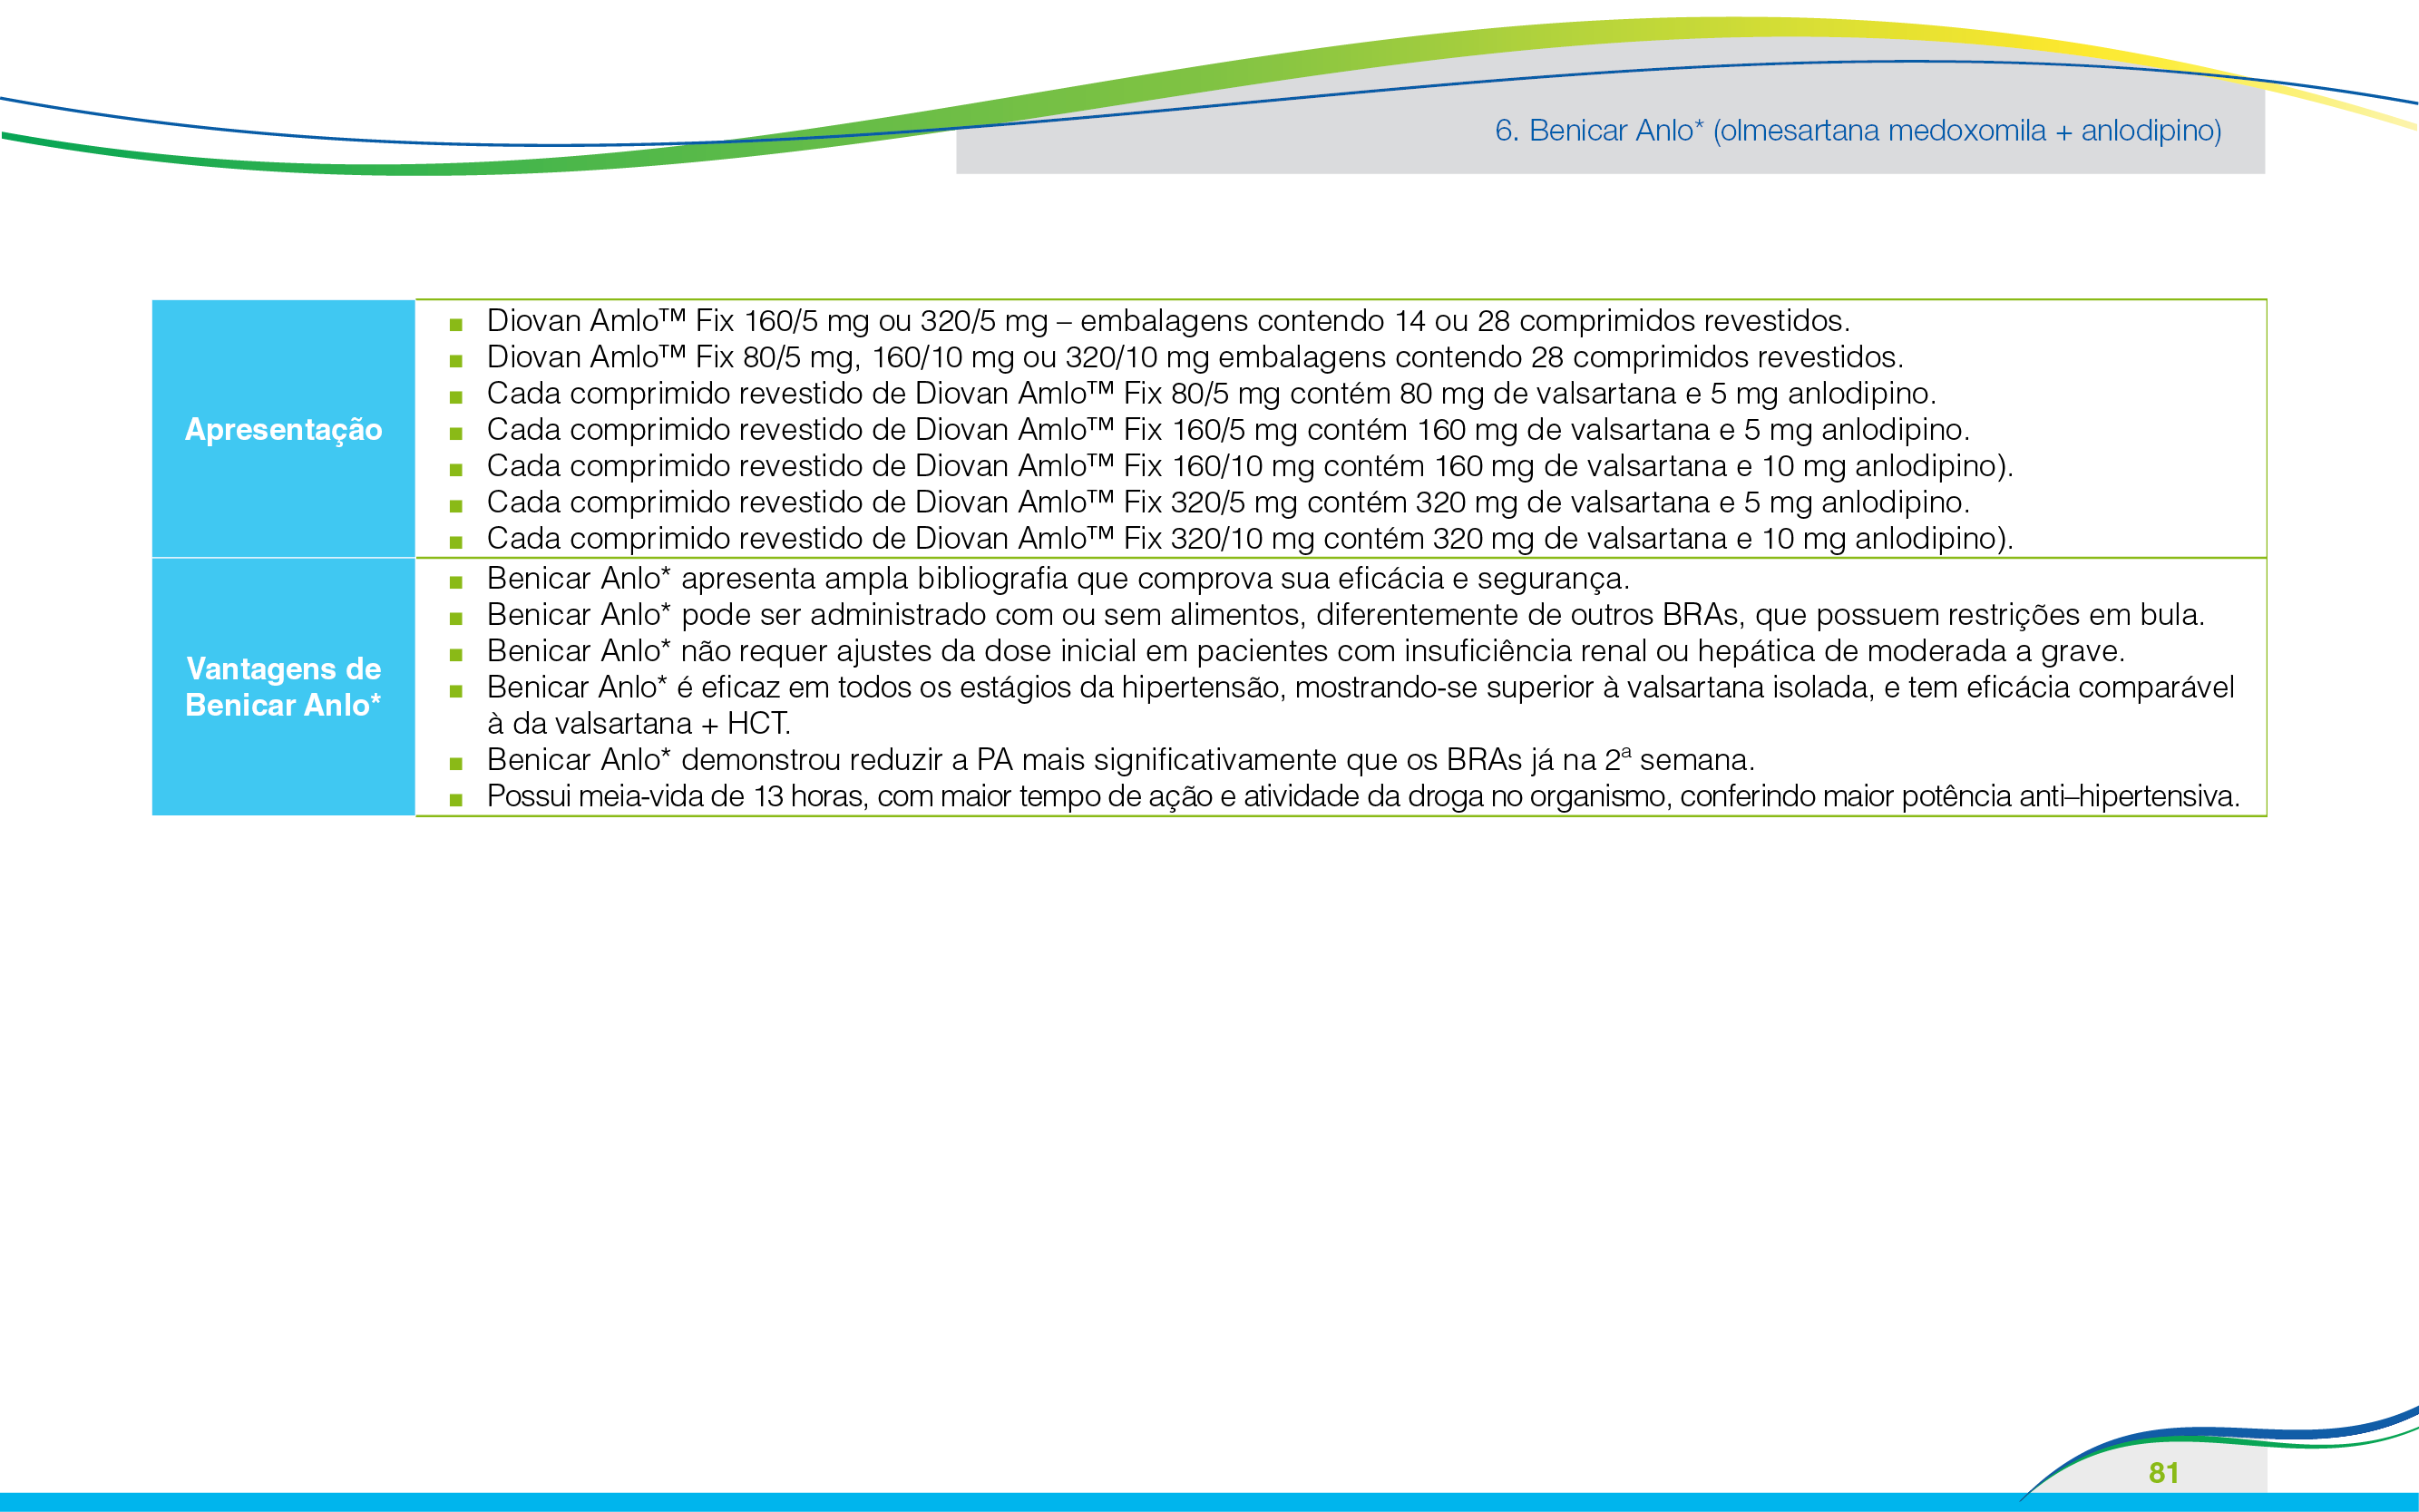 6. Benicar Anlo* (olmesartana medoxomila + anlodipino)
Apresentação
■ Diovan Amlo™ Fix 160/5 mg ou 320/5 mg – embalagens contendo 14 ou 28 comprimidos revestidos.
■ Diovan Amlo™ Fix 80/5 mg, 160/10 mg ou 320/10 mg embalagens contendo 28 comprimidos revestidos.
■ Cada comprimido revestido de Diovan Amlo™ Fix 80/5 mg contém 80 mg de valsartana e 5 mg anlodipino.
■ Cada comprimido revestido de Diovan Amlo™ Fix 160/5 mg contém 160 mg de valsartana e 5 mg anlodipino.
■ Cada comprimido revestido de Diovan Amlo™ Fix 160/10 mg contém 160 mg de valsartana e 10 mg anlodipino).
■ Cada comprimido revestido de Diovan Amlo™ Fix 320/5 mg contém 320 mg de valsartana e 5 mg anlodipino.
■ Cada comprimido revestido de Diovan Amlo™ Fix 320/10 mg contém 320 mg de valsartana e 10 mg anlodipino).
Vantagens de
Benicar Anlo*
■ Benicar Anlo* apresenta ampla bibliografia que comprova sua eficácia e segurança.
■ Benicar Anlo* pode ser administrado com ou sem alimentos, diferentemente de outros BRAs, que possuem restrições em bula.
■ Benicar Anlo* não requer ajustes da dose inicial em pacientes com insuficiência renal ou hepática de moderada a grave.
■ Benicar Anlo* é eficaz em todos os estágios da hipertensão, mostrando-se superior à valsartana isolada, e tem eficácia comparável
à da valsartana + HCT.
■ Benicar Anlo* demonstrou reduzir a PA mais significativamente que os BRAs já na 2ª semana.
■ Possui meia-vida de 13 horas, com maior tempo de ação e atividade da droga no organismo, conferindo maior potência anti–hipertensiva.
81